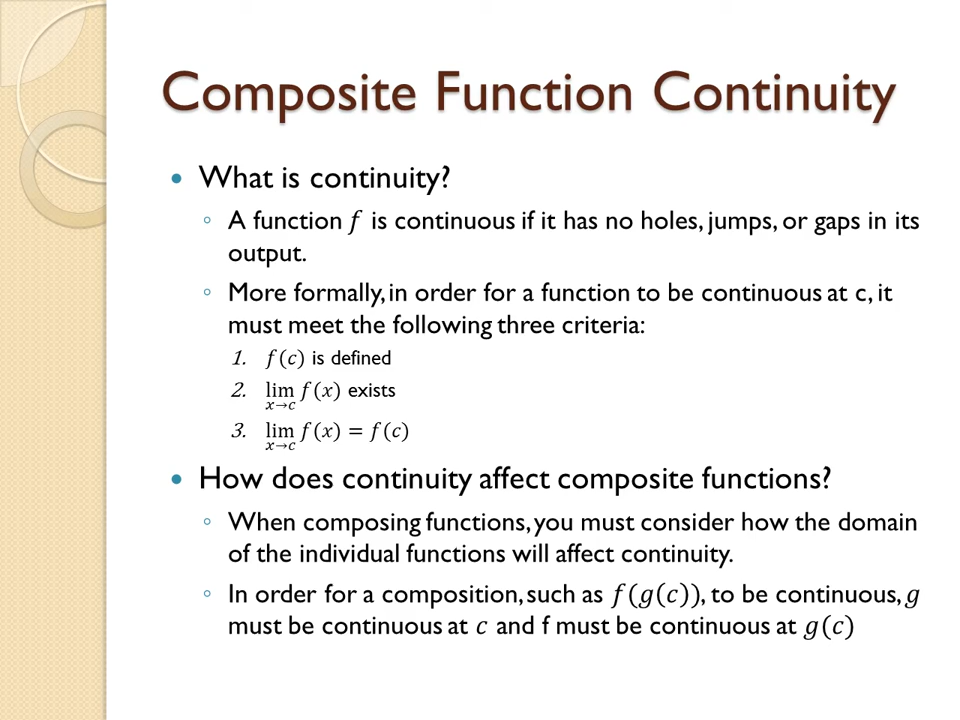 Composite Function Continuity
• What is continuity?
◦ A function 𝑓 is continuous if it has no holes, jumps, or gaps in its
output.
◦ More formally, in order for a function to be continuous at c, it
must meet the following three criteria:
1. 𝑓(𝑐) is defined
2. lim 𝑓(𝑥) exists
𝑥→𝑐
3. lim 𝑓(𝑥) = 𝑓(𝑐)
𝑥→𝑐
• How does continuity affect composite functions?
◦ When composing functions, you must consider how the domain
of the individual functions will affect continuity.
◦ In order for a composition, such as 𝑓(𝑔(𝑐)), to be continuous, 𝑔
must be continuous at 𝑐 and f must be continuous at 𝑔(𝑐)